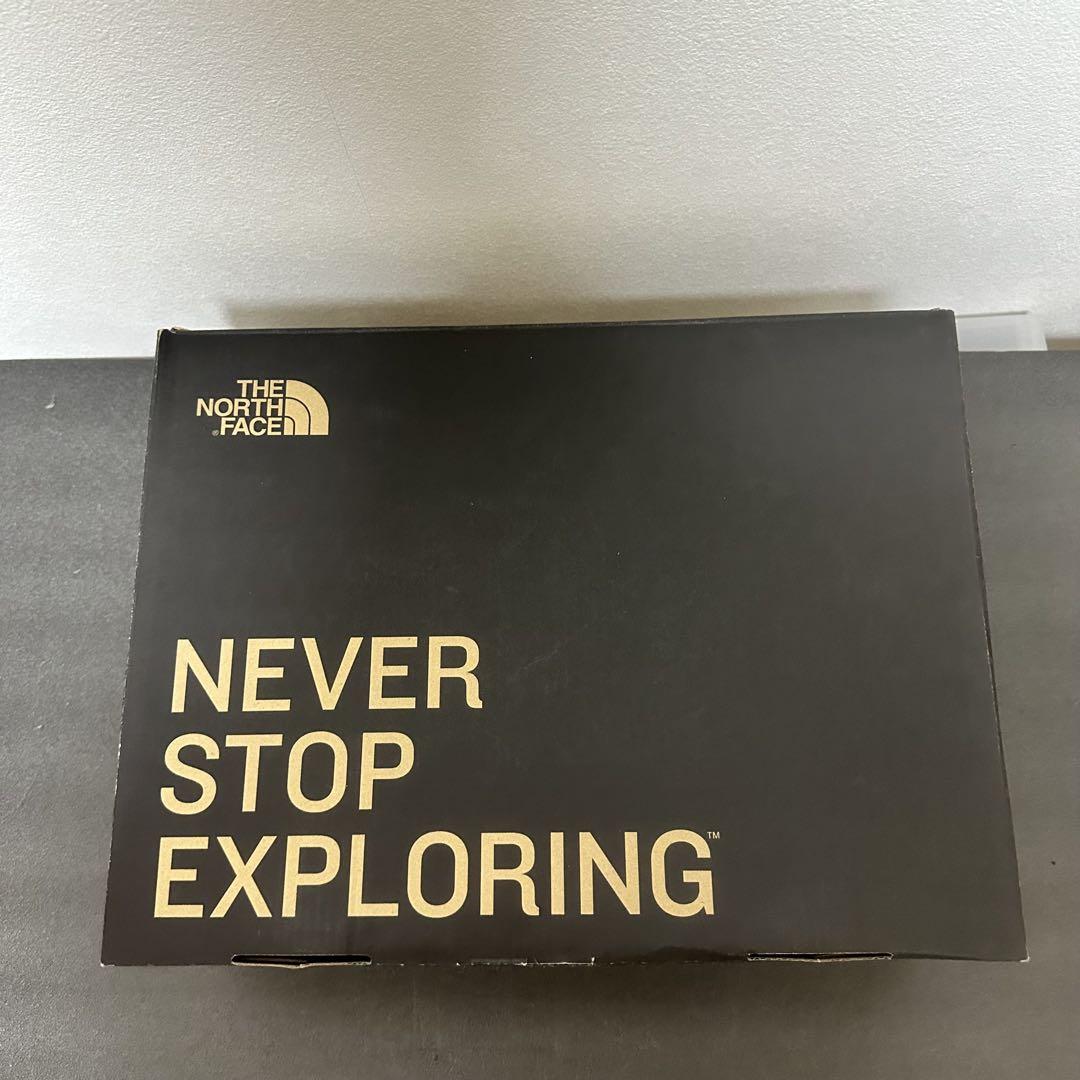 THE
NORTH
® FACE
NEVER
STOP
EXPLORING™